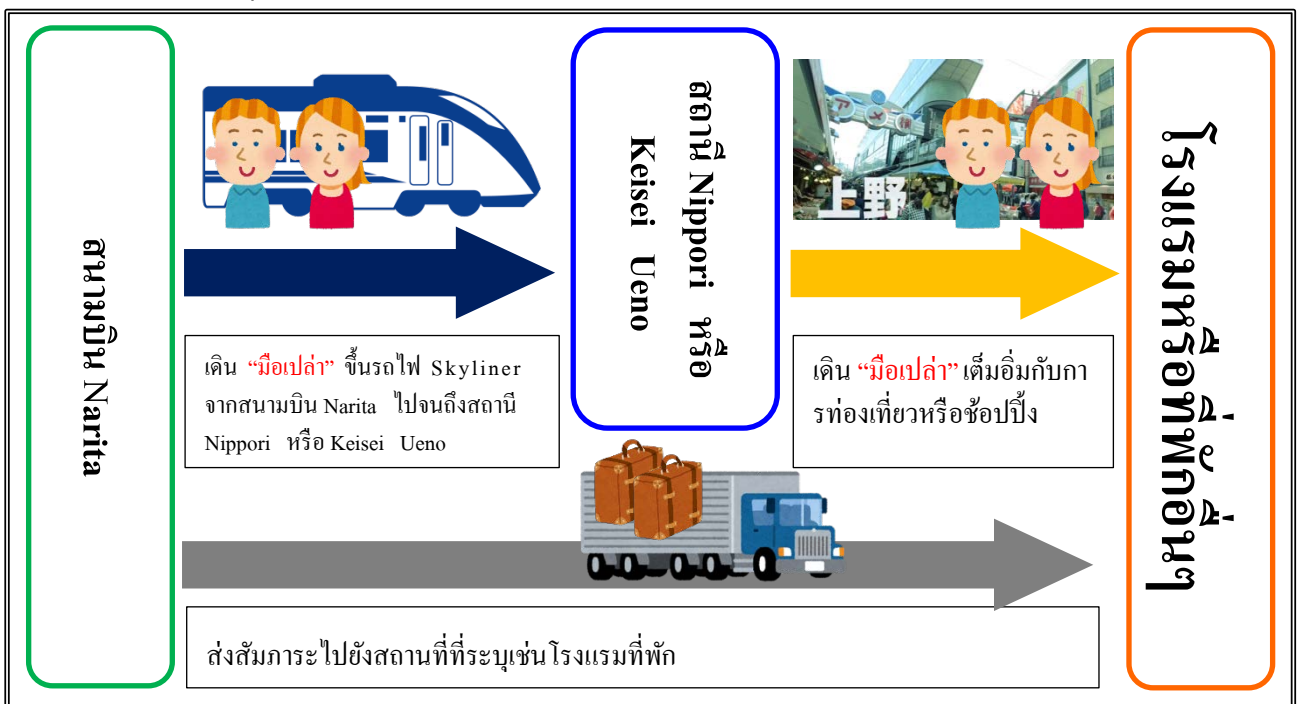 สนามบิน Narita
เดิน “มือเปล่า” ขึ้นรถไฟ Skyliner
จากสนามบิน Narita ไปจนถึงสถานี
Nippori หรือ Keisei Ueno
สถานี Nippori หรือ
Keisei Ueno
アメ横
上野
เดิน “มือเปล่า” เต็มอิ่มกับกา
รท่องเที่ยวหรือช้อปปิ้ง
โรงแรมหรือที่พักอื่นๆ
ส่งสัมภาระไปยังสถานที่ที่ระบุเช่นโรงแรมที่พัก